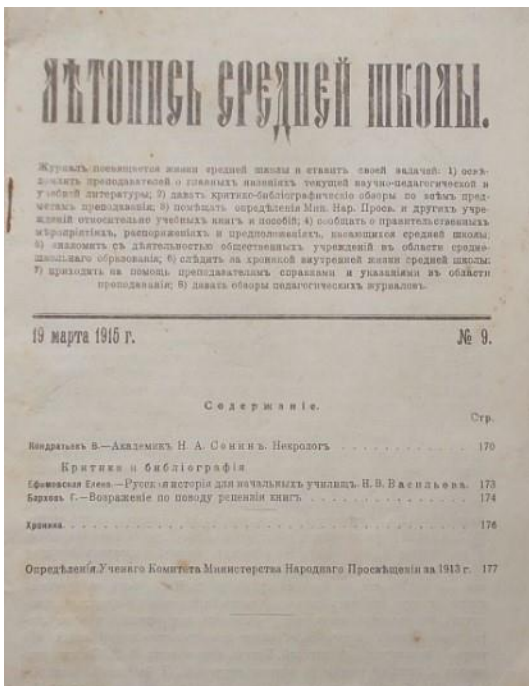 ЛѢТОПИСЬ СРЕДНЕЙ ШКОЛЫ.
Журналъ посвящается жизни средней школы и ставитъ своей задачей: 1) освѣ-
домлять преподавателей о главныхъ явленіяхъ текущей научно-педагогической и
учебной литературы; 2) давать критико-библіографическіе обзоры по всѣмъ пред-
метамъ преподаванія; 3) помѣщать опредѣленія Мин. Нар. Просв. и другихъ учре-
жденій относительно учебныхъ книгъ и пособій; 4) сообщать о правительственныхъ
мѣропріятіяхъ, распоряженіяхъ и предположеніяхъ, касающихся средней школы;
5) знакомить съ дѣятельностью общественныхъ учрежденій въ области средне-
школьнаго образованія; 6) слѣдить за хроникой внутренней жизни средней школы;
7) приходить на помощь преподавателямъ справками и указаніями въ области
преподаванія; 8) давать обзоры педагогическихъ журналовъ.
19 марта 1915 г. № 9.
Содержаніе.
Стр.
Кондратьевъ В.—Академикъ Н. А. Сонинъ. Некрологъ . . . . . . . . . . . . 170
Критика и библіографія
Ефимовская Елена.—Русская исторія для начальныхъ училищъ. Н. В. Васильева. 173
Барховъ Г.—Возраженіе по поводу рецензіи книгъ . . . . . . . . . . . . . . 174
Хроника. . . . . . . . . . . . . . . . . . . . . . . . . . . . . . . . 176
Опредѣленія Ученаго Комитета Министерства Народнаго Просвѣщенія за 1913 г. 177